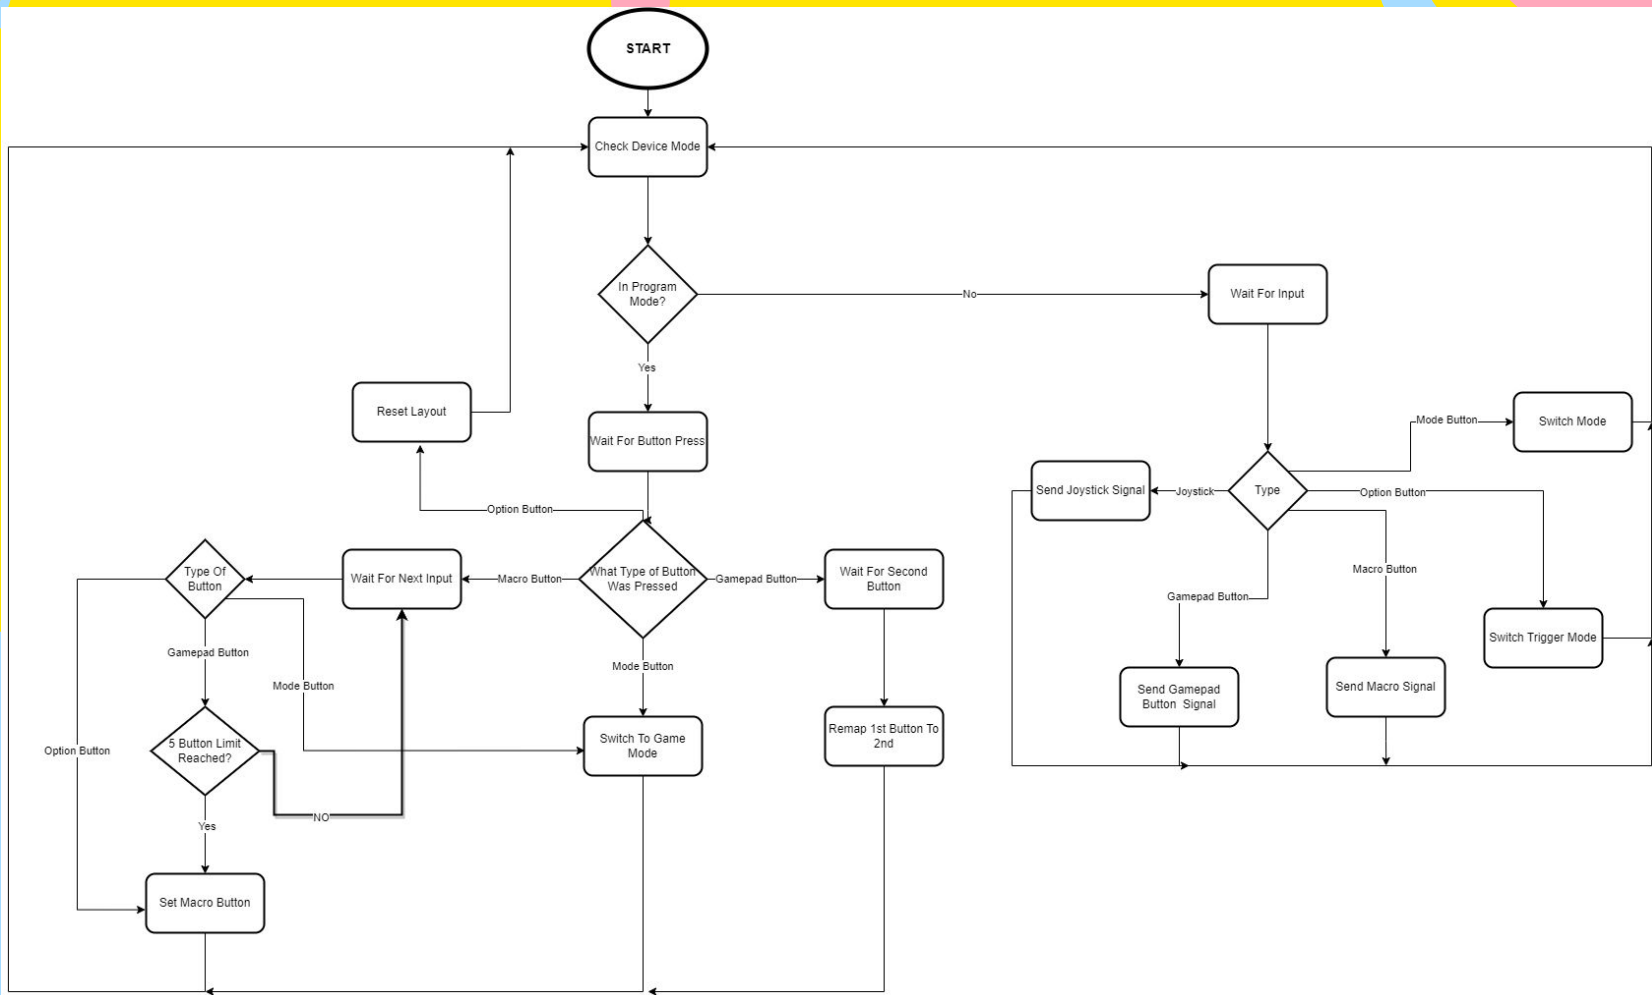 START
Check Device Mode
In Program
Mode?
No
Wait For Input
Yes
Reset Layout
Wait For Button Press
Mode Button
Switch Mode
Send Joystick Signal
Joystick
Type
Option Button
Option Button
Type Of
Button
Wait For Next Input
Macro Button
What Type of Button
Was Pressed
Gamepad Button
Wait For Second
Button
Macro Button
Gamepad Button
Switch Trigger Mode
Gamepad Button
Mode Button
Mode Button
Send Gamepad
Button Signal
Send Macro Signal
Option Button
5 Button Limit
Reached?
Switch To Game
Mode
Remap 1st Button To
2nd
NO
Yes
Set Macro Button